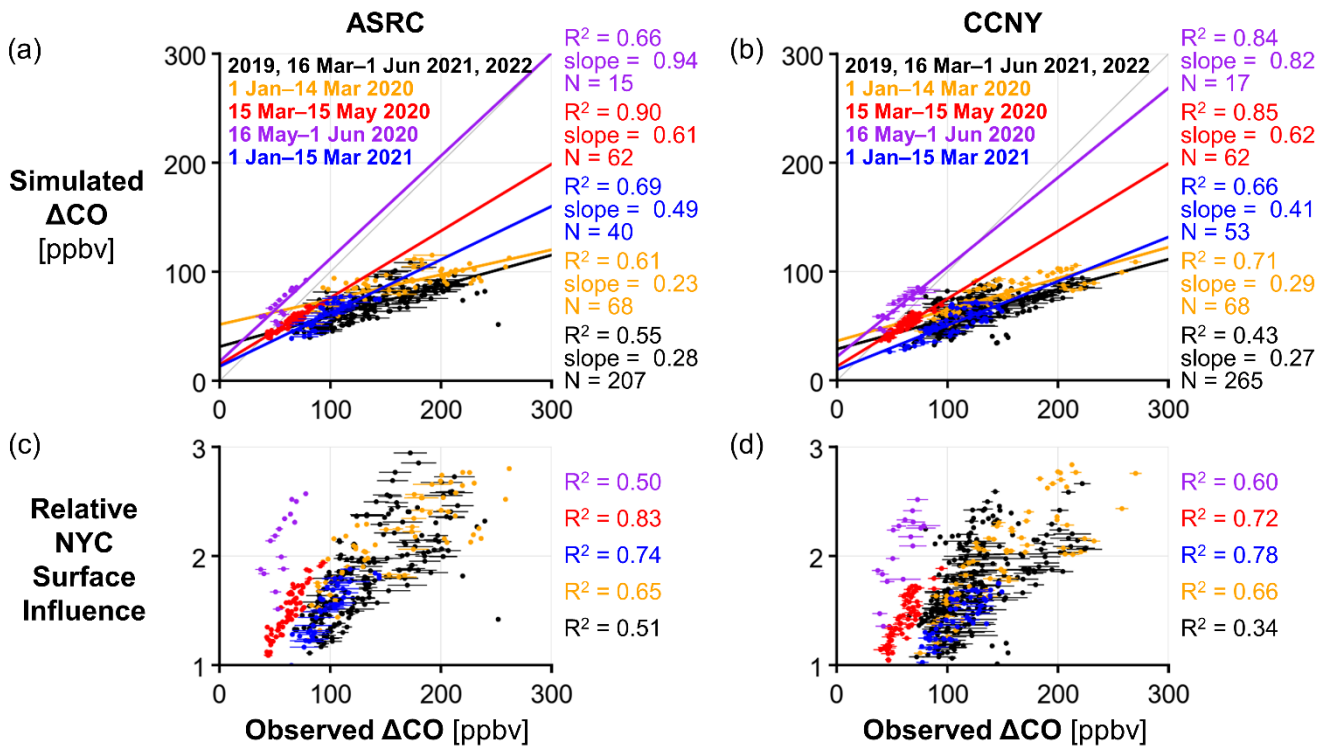 ASRC
CCNY
(a)
300
200
100
0
0
100
200
300
Simulated
ΔCO
[ppbv]
2019, 16 Mar–1 Jun 2021, 2022
1 Jan–14 Mar 2020
15 Mar–15 May 2020
16 May–1 Jun 2020
1 Jan–15 Mar 2021
R² = 0.66
slope = 0.94
N = 15
R² = 0.90
slope = 0.61
N = 62
R² = 0.69
slope = 0.49
N = 40
R² = 0.61
slope = 0.23
N = 68
R² = 0.55
slope = 0.28
N = 207
(b)
2019, 16 Mar–1 Jun 2021, 2022
1 Jan–14 Mar 2020
15 Mar–15 May 2020
16 May–1 Jun 2020
1 Jan–15 Mar 2021
0
100
200
300
R² = 0.84
slope = 0.82
N = 17
R² = 0.85
slope = 0.62
N = 62
R² = 0.66
slope = 0.41
N = 53
R² = 0.71
slope = 0.29
N = 68
R² = 0.43
slope = 0.27
N = 265
(c)
3
2
1
0
100
200
300
Relative
NYC
Surface
Influence
R² = 0.50
R² = 0.83
R² = 0.74
R² = 0.65
R² = 0.51
Observed ΔCO [ppbv]
(d)
0
100
200
300
R² = 0.60
R² = 0.72
R² = 0.78
R² = 0.66
R² = 0.34
Observed ΔCO [ppbv]